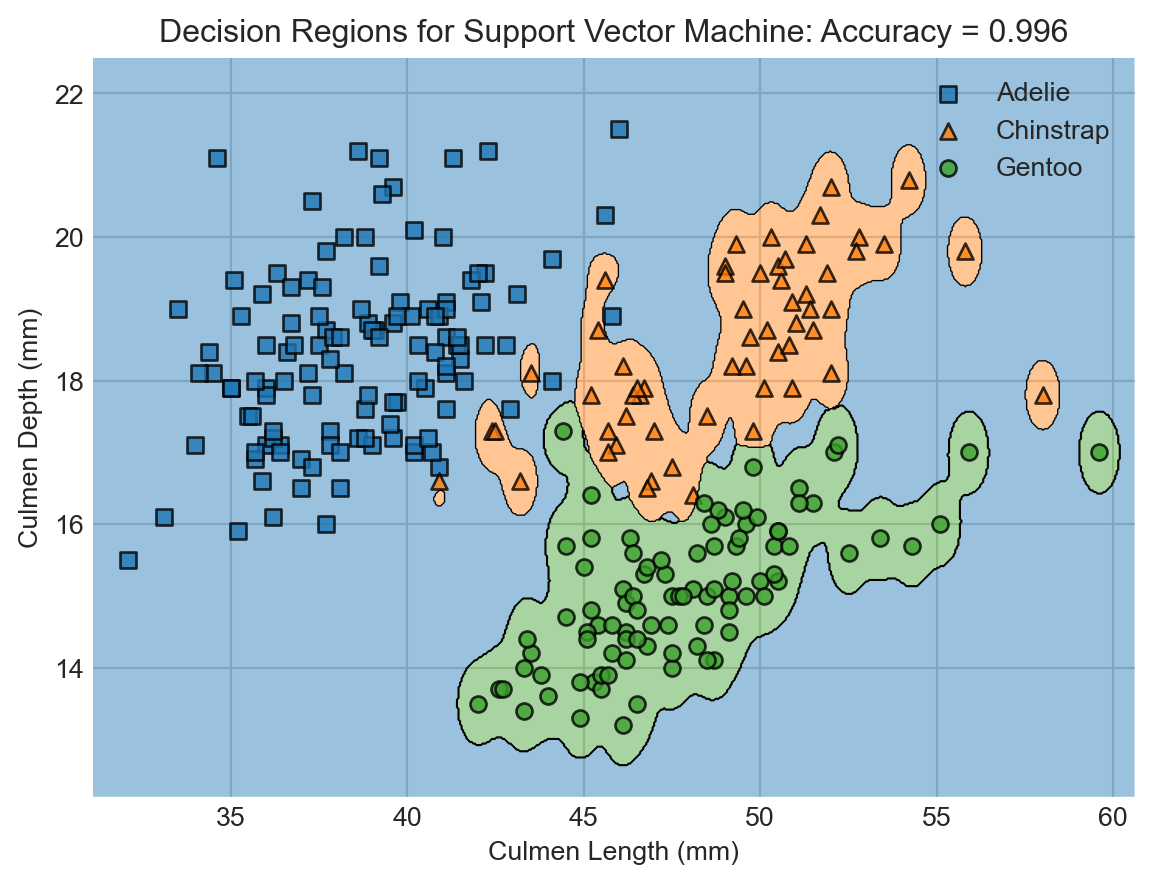 Decision Regions for Support Vector Machine: Accuracy = 0.996
Adelie
Chinstrap
Gentoo
22
20
18
16
14
Culmen Depth (mm)
35 40 45 50 55 60
Culmen Length (mm)